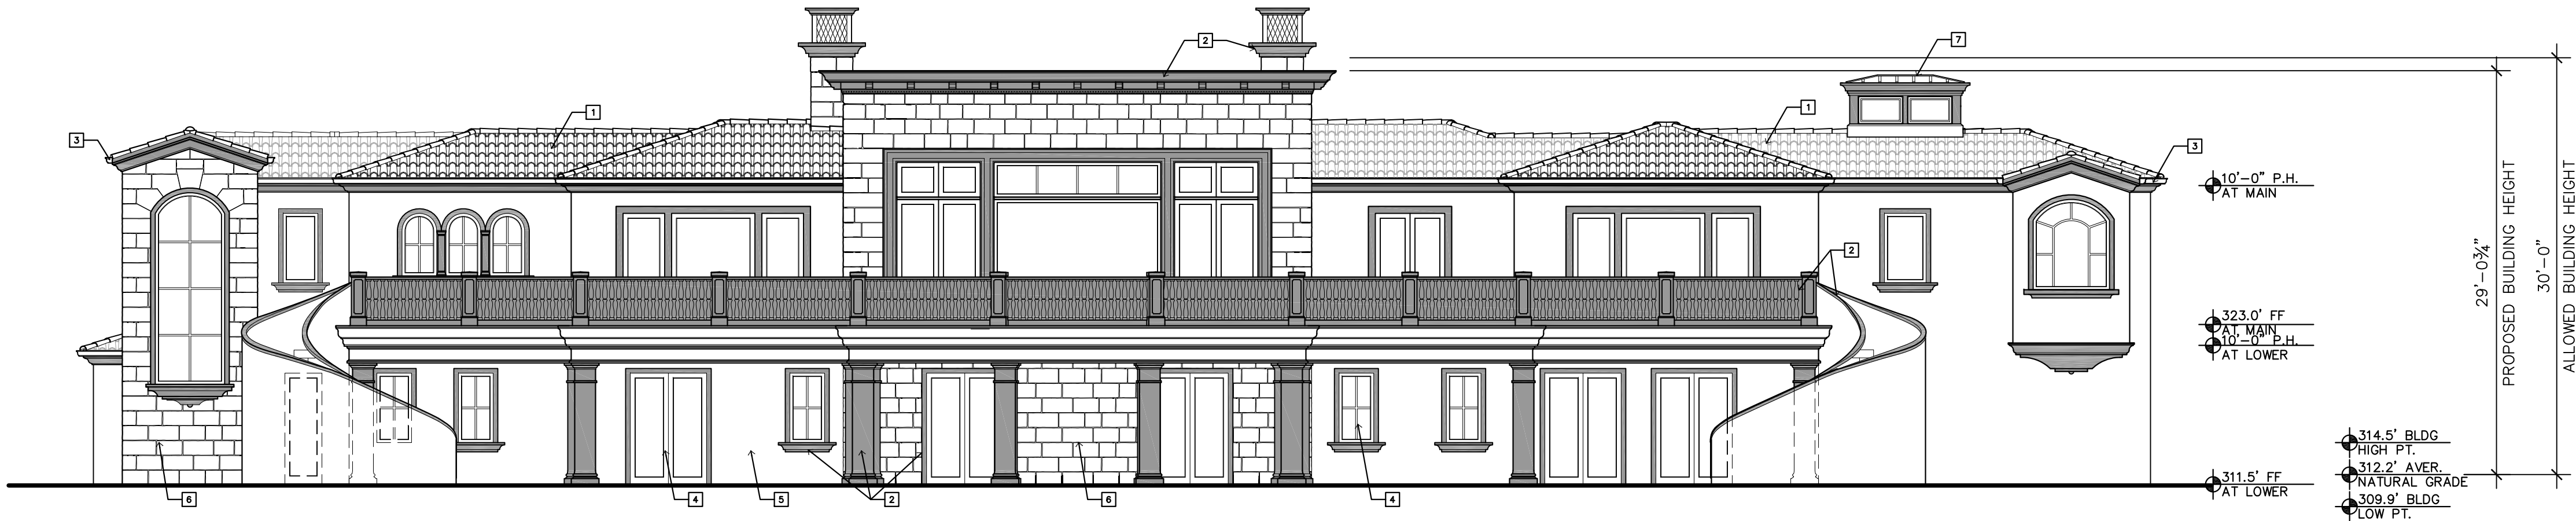 2
7
1
1
3
3
10'-0" P.H.
AT MAIN
2
323.0' FF
AT MAIN
10'-0" P.H.
AT LOWER
29'-0¾"
PROPOSED BUILDING HEIGHT
30'-0"
ALLOWED BUILDING HEIGHT
314.5' BLDG
HIGH PT.
312.2' AVER.
NATURAL GRADE
311.5' FF
AT LOWER
309.9' BLDG
LOW PT.
6
4
5
2
6
4